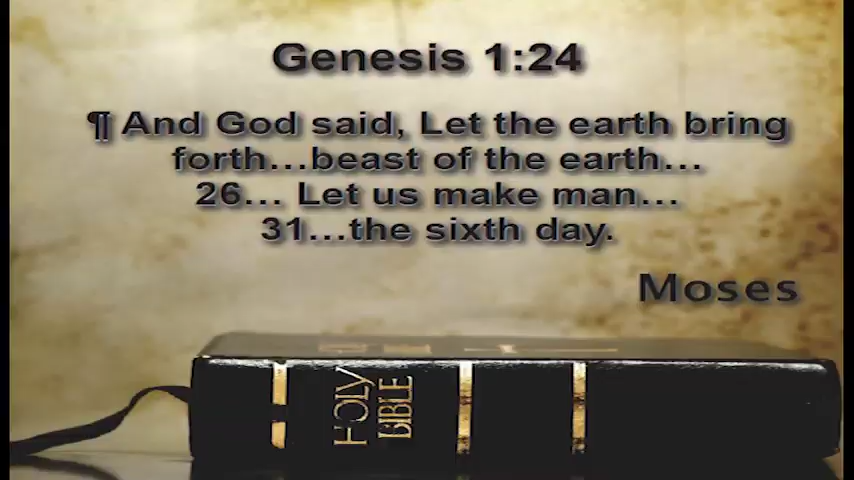 Genesis 1:24
¶ And God said, Let the earth bring
forth...beast of the earth...
26... Let us make man...
31...the sixth day.
Moses
HOLY
BIBLE